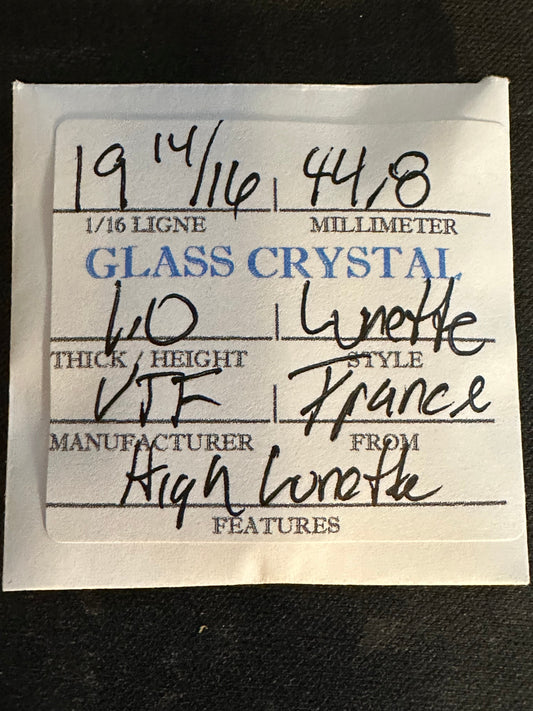 19 14/16 44,8
1/16 LIGNE MILLIMETER
GLASS CRYSTAL
1,0 Lunette
THICK / HEIGHT STYLE
VTF France
MANUFACTURER FROM
High Lunette
FEATURES